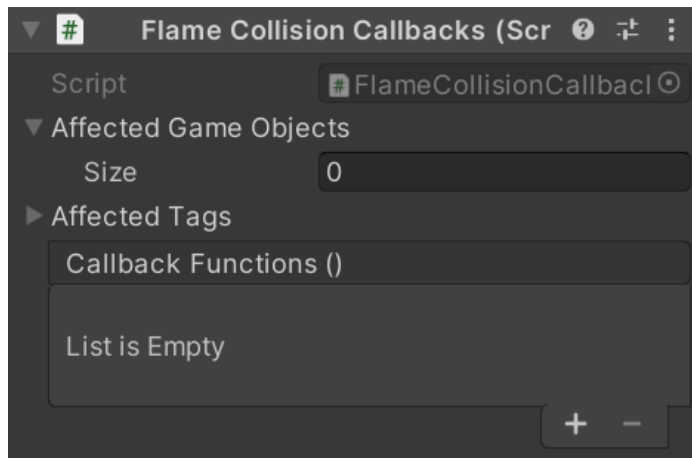 Flame Collision Callbacks (Scr
Script FlameCollisionCallbacl
Affected Game Objects
Size 0
Affected Tags
Callback Functions ()
List is Empty